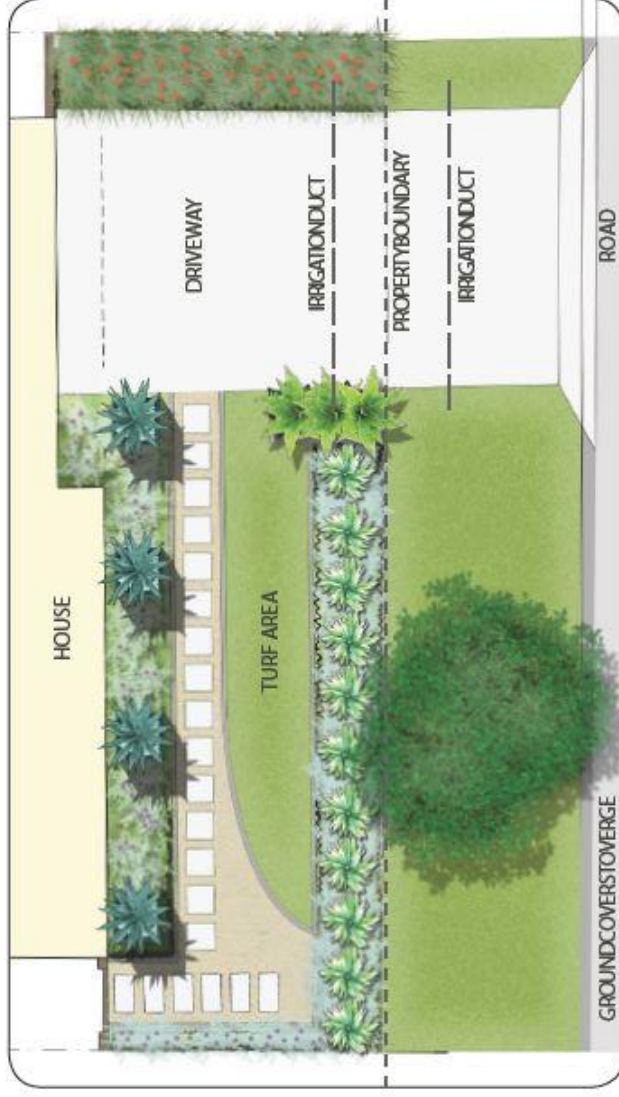 HOUSE
DRIVEWAY
TURF AREA
IRRIGATIONDUCT
PROPERTYBOUNDARY
IRRIGATIONDUCT
GROUNDCOVERSTOVERGE
ROAD